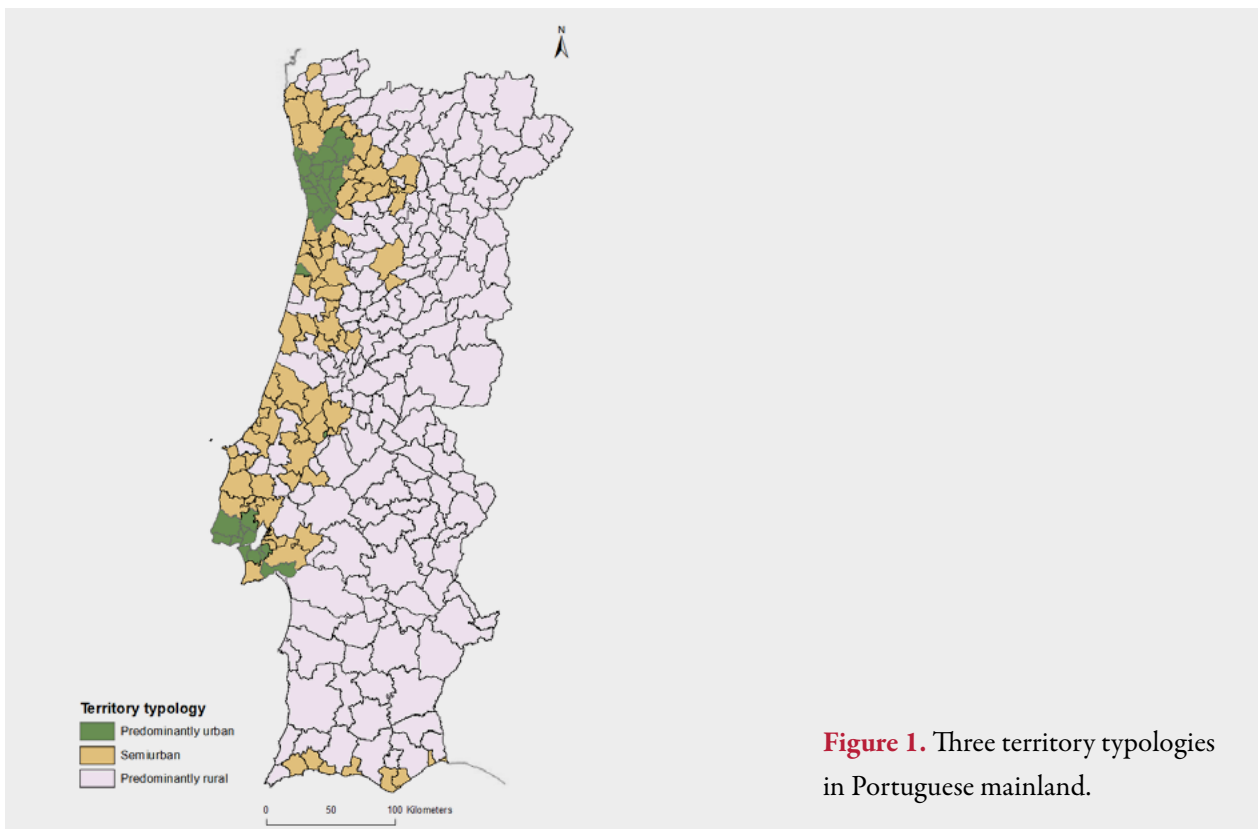 N
Territory typology
Predominantly urban
Semiurban
Predominantly rural
0 50 100 Kilometers
Figure 1. Three territory typologies
in Portuguese mainland.